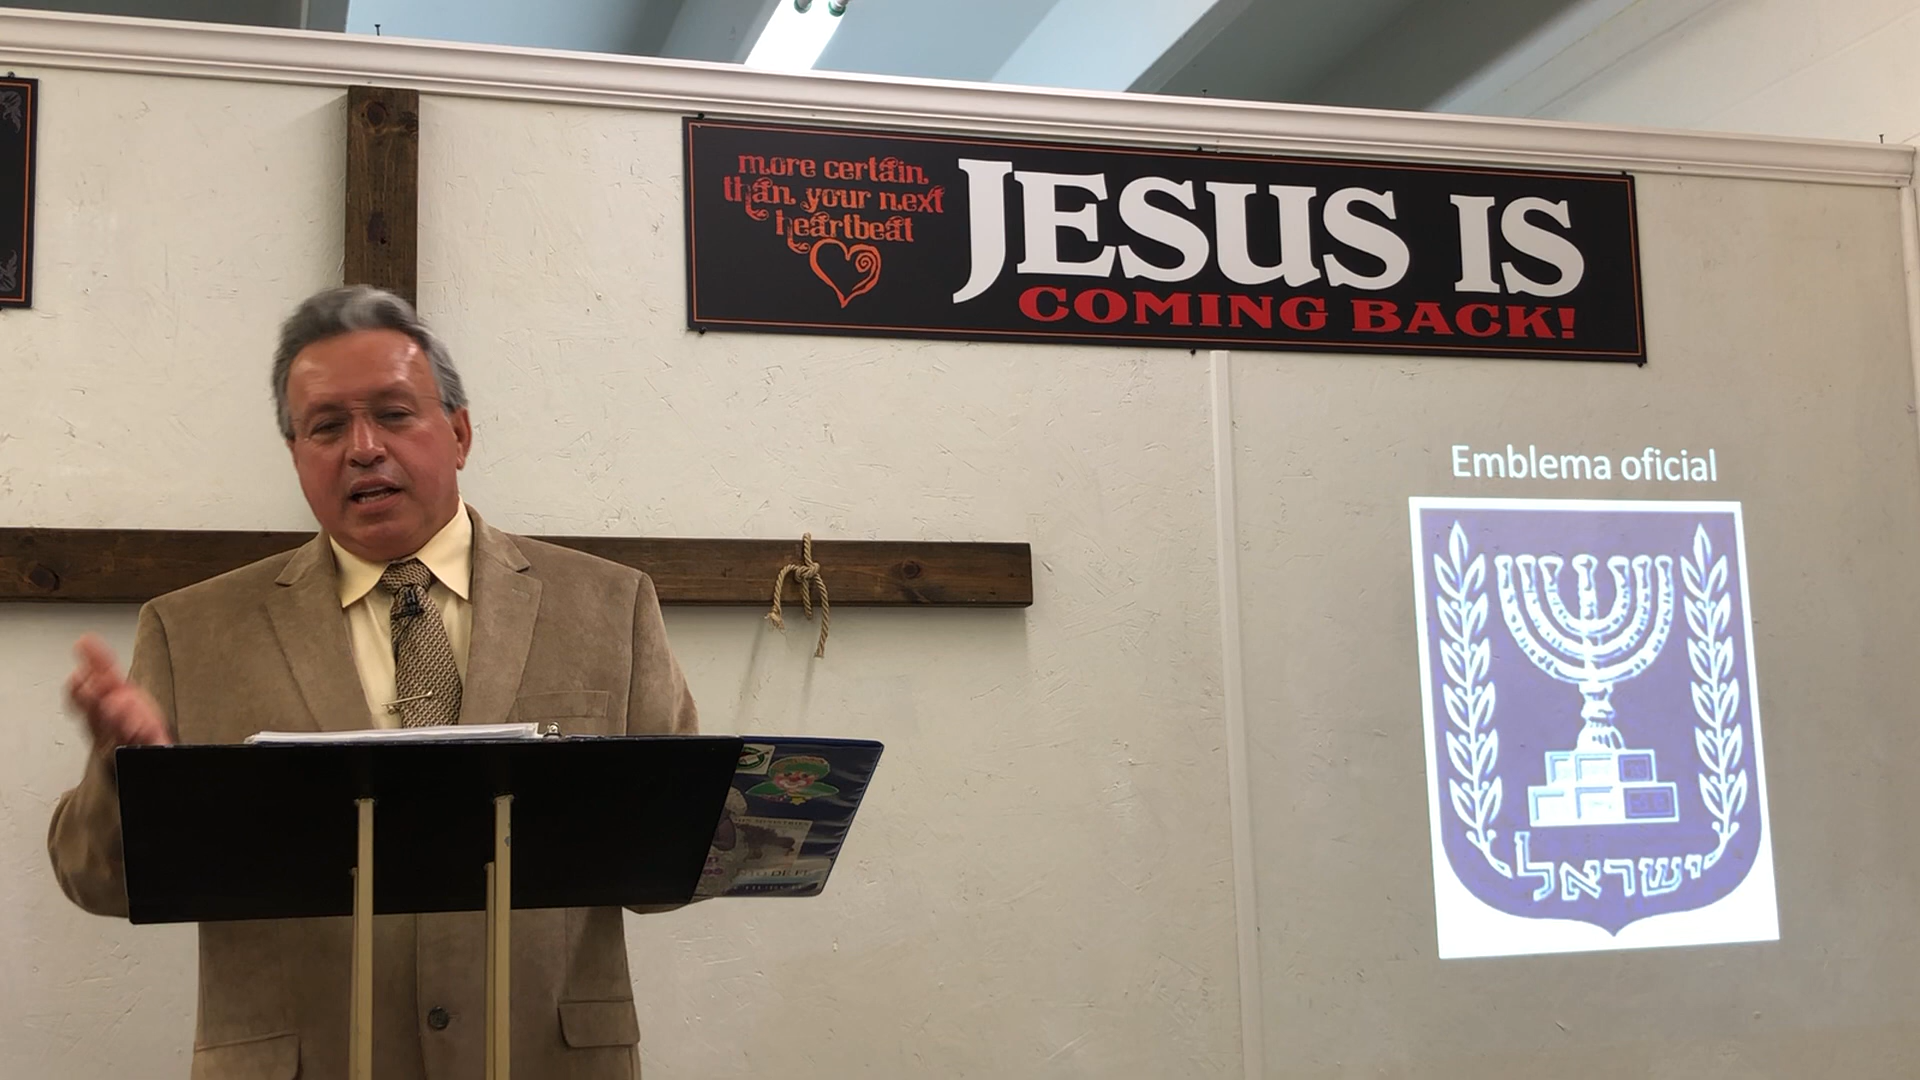 more certain
than your next
heartbeat
JESUS IS
COMING BACK!
Emblema oficial
ישראל